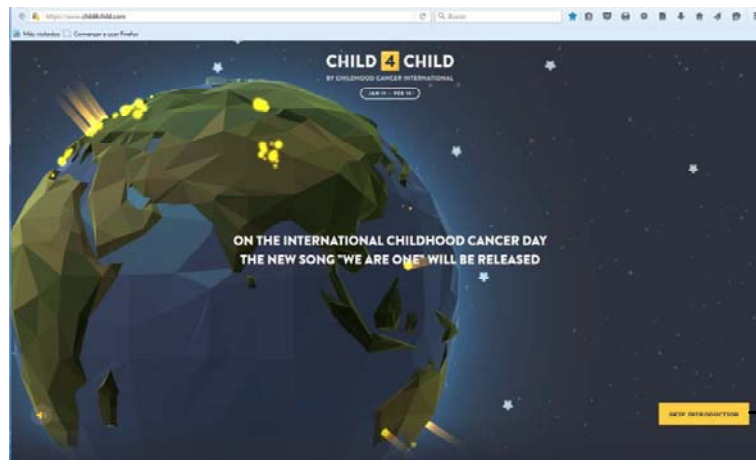 https://www.child4child.com
Buscar
Más visitados
Comenzar a usar Firefox
CHILD 4 CHILD
BY CHILDHOOD CANCER INTERNATIONAL
JAN 11 - FEB 15
ON THE INTERNATIONAL CHILDHOOD CANCER DAY
THE NEW SONG "WE ARE ONE" WILL BE RELEASED
SKIP INTRODUCTION